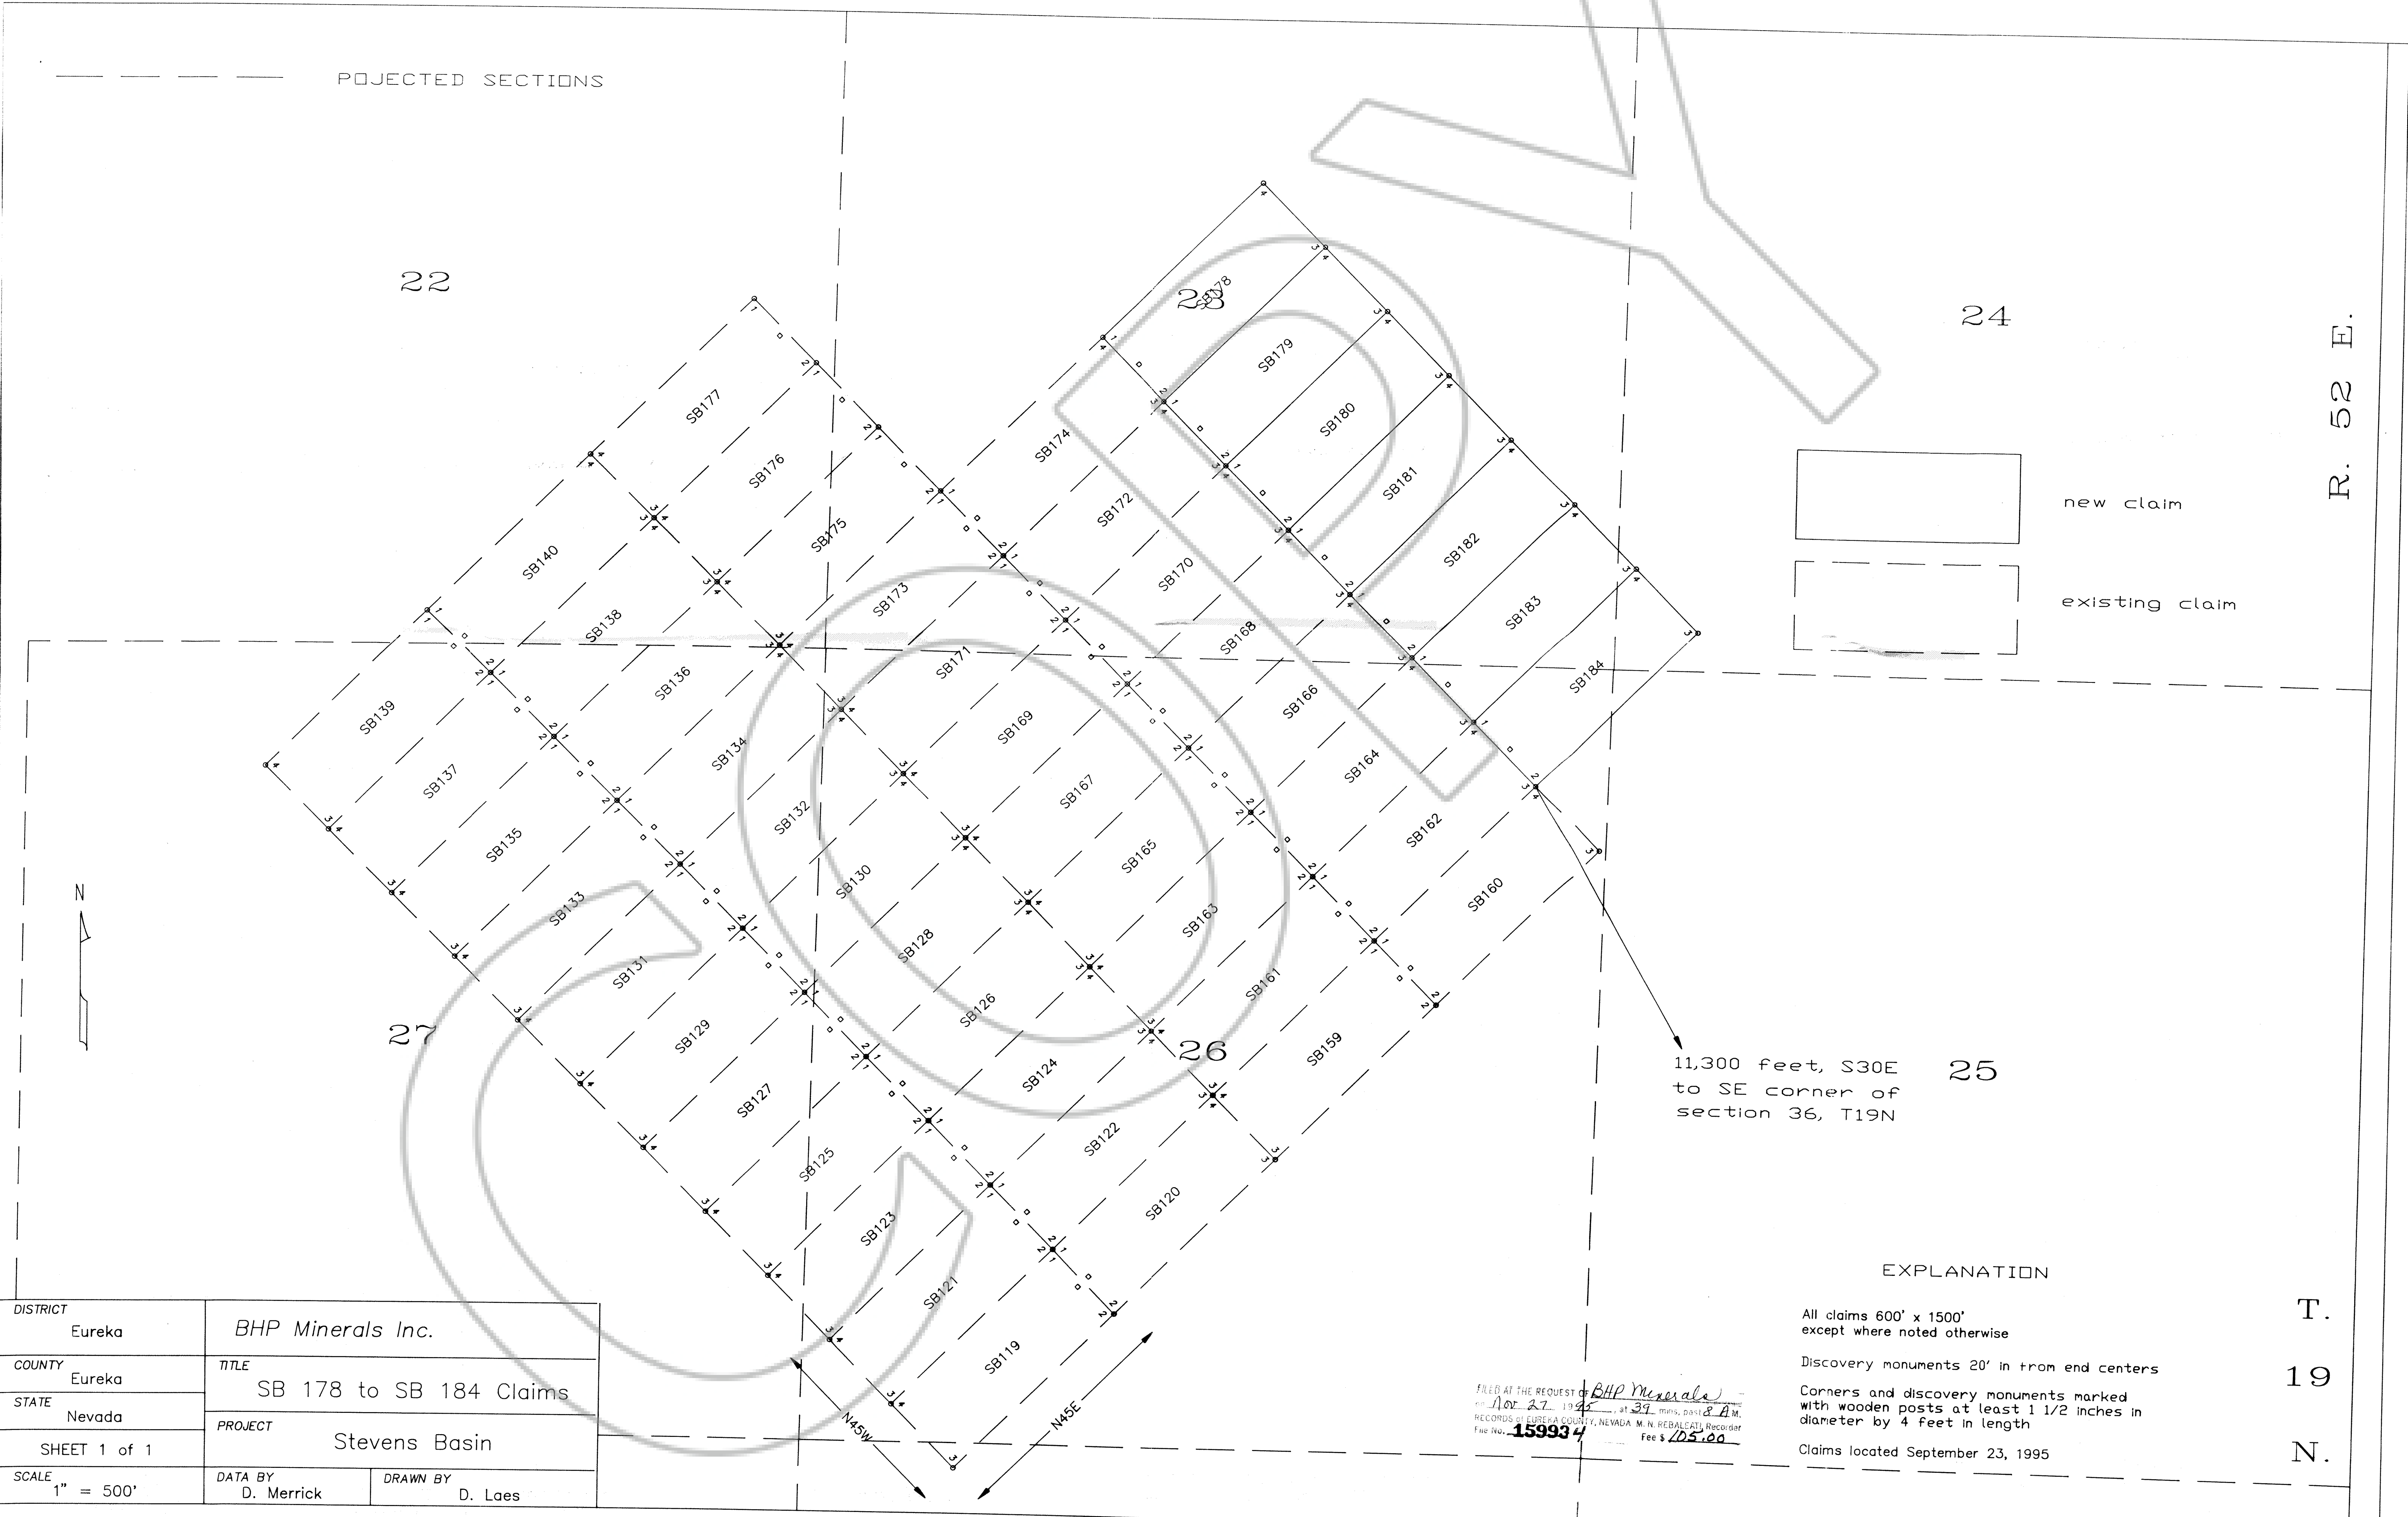 POJECTED SECTIONS
22
23
24
R. 52 E.
SB178
SB179
SB180
SB181
SB182
SB183
SB184
new claim
existing claim
SB177
SB176
SB175
SB174
SB173
SB172
SB171
SB170
SB169
SB168
SB167
SB166
SB165
SB164
SB163
SB162
SB161
SB160
SB159
SB140
SB139
SB138
SB137
SB136
SB135
SB134
SB133
SB132
SB131
SB130
SB129
SB128
SB127
SB126
SB125
SB124
SB123
SB122
SB121
SB120
SB119
N
27
26
25
11,300 feet, S30E
to SE corner of
section 36, T19N
N45W
N45E
COPY
EXPLANATION
All claims 600' x 1500'
except where noted otherwise
Discovery monuments 20' in from end centers
Corners and discovery monuments marked
with wooden posts at least 1 1/2 inches in
diameter by 4 feet in length
Claims located September 23, 1995
T.
19
N.
FILED AT THE REQUEST OF BHP Minerals
on Nov 27 1995, at 39 mins. past 8 A M.
RECORDS of EUREKA COUNTY, NEVADA M. N. REBALEATI, Recorder
File No. 159934 Fee $ 105.00
DISTRICT
Eureka
BHP Minerals Inc.
COUNTY
Eureka
TITLE
SB 178 to SB 184 Claims
STATE
Nevada
PROJECT
Stevens Basin
SHEET 1 of 1
SCALE
1" = 500'
DATA BY
D. Merrick
DRAWN BY
D. Laes